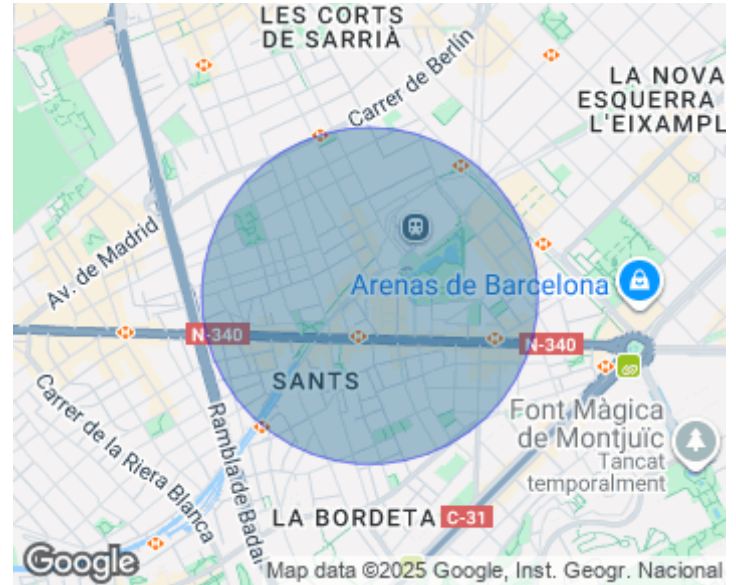 LES CORTS
DE SARRIÀ
Carrer de Berlín
LA NOVA
ESQUERRA
L'EIXAMPL
Av. de Madrid
Arenas de Barcelona
N-340
N-340
SANTS
Carrer de la Riera Blanca
Rambla de Badal
Font Màgica
de Montjuïc
Tancat
temporalment
LA BORDETA
C-31
Google
Map data ©2025 Google, Inst. Geogr. Nacional